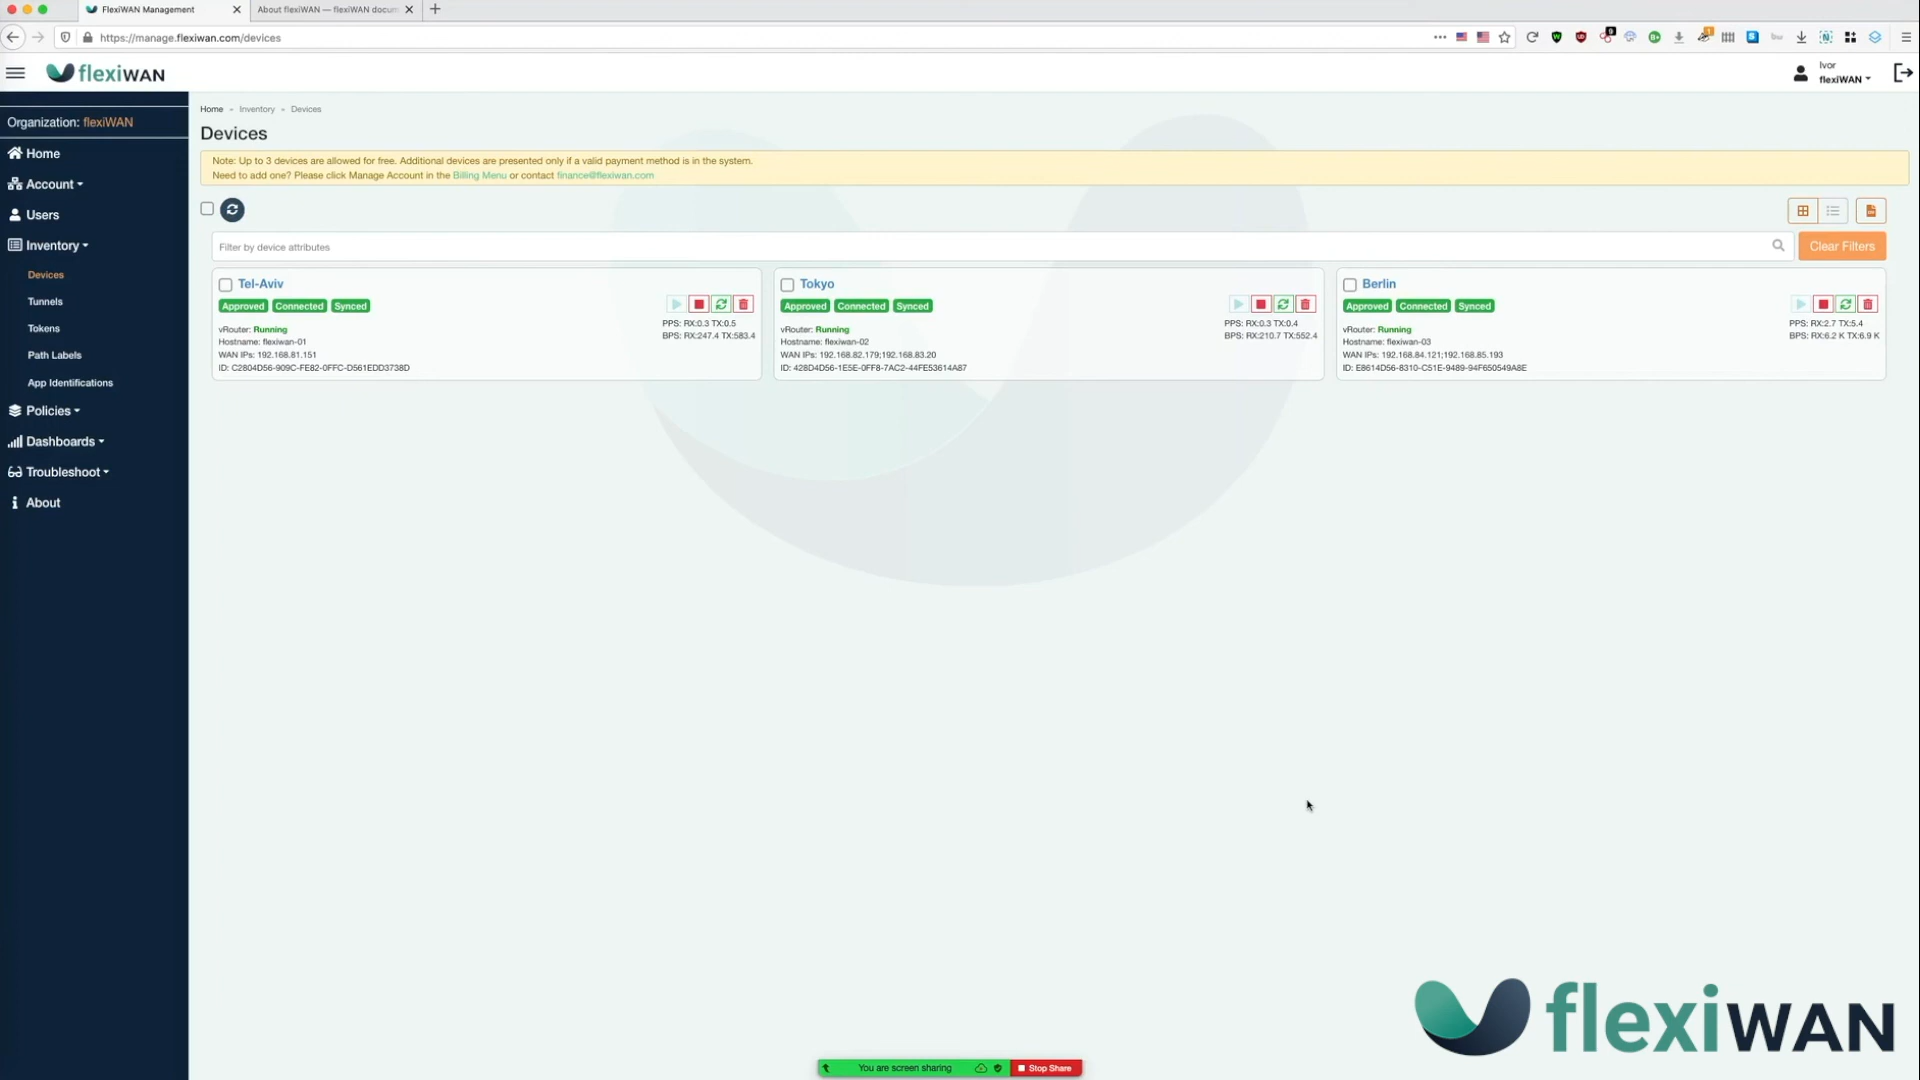 FlexiWAN Management
About flexiWAN — flexiWAN docum
https://manage.flexiwan.com/devices
flexiWAN
Ivor
flexiWAN
Organization: flexiWAN
Home
Account
Users
Inventory
Devices
Tunnels
Tokens
Path Labels
App Identifications
Policies
Dashboards
Troubleshoot
About
Home - Inventory - Devices
Devices
Note: Up to 3 devices are allowed for free. Additional devices are presented only if a valid payment method is in the system.
Need to add one? Please click Manage Account in the Billing Menu or contact finance@flexiwan.com
Filter by device attributes
Clear Filters
Tel-Aviv
Approved Connected Synced
PPS: RX:0.3 TX:0.5
BPS: RX:247.4 TX:583.4
vRouter: Running
Hostname: flexiwan-01
WAN IPs: 192.168.81.151
ID: C2804D56-909C-FE82-0FFC-D561EDD3738D
Tokyo
Approved Connected Synced
PPS: RX:0.3 TX:0.4
BPS: RX:210.7 TX:552.4
vRouter: Running
Hostname: flexiwan-02
WAN IPs: 192.168.82.179;192.168.83.20
ID: 428D4D56-1E5E-0FF8-7AC2-44FE53614A87
Berlin
Approved Connected Synced
PPS: RX:2.7 TX:5.4
BPS: RX:6.2 K TX:6.9 K
vRouter: Running
Hostname: flexiwan-03
WAN IPs: 192.168.84.121;192.168.85.193
ID: E8614D56-8310-C51E-9489-94F650549A8E
flexiWAN
You are screen sharing
Stop Share